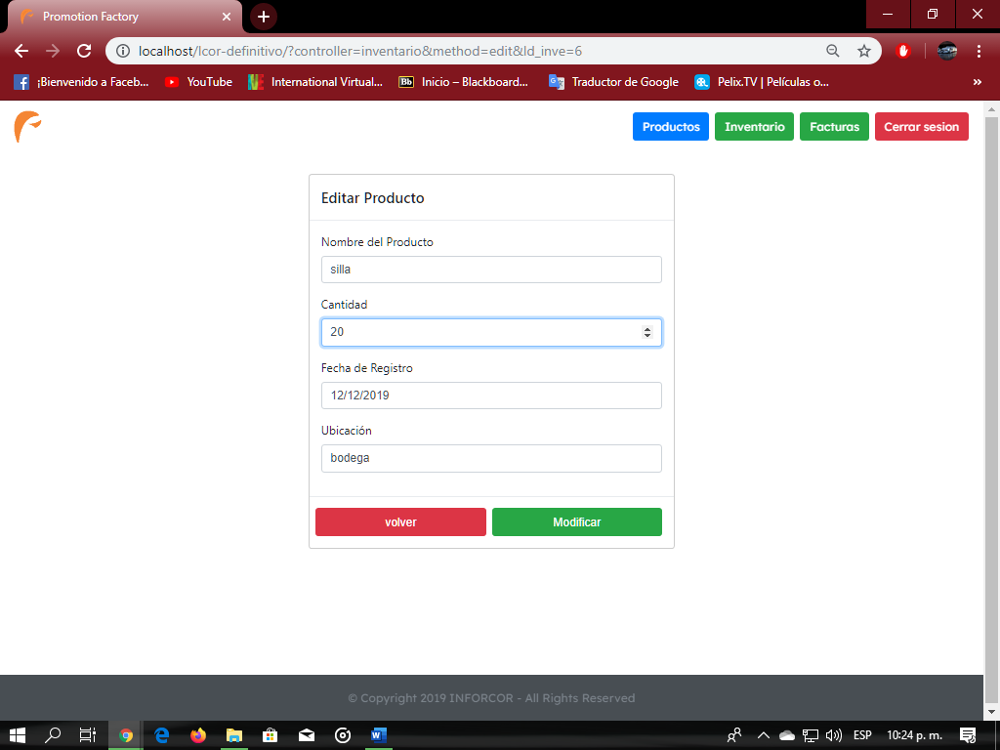 Promotion Factory
localhost/Icor-definitivo/?controller=inventario&method=edit&Id_inve=6
¡Bienvenido a Faceb...
YouTube
International Virtual...
Bb
Inicio – Blackboard...
Traductor de Google
Pelix.TV | Películas o...
»
Productos
Inventario
Facturas
Cerrar sesion
Editar Producto
Nombre del Producto
silla
Cantidad
20
Fecha de Registro
12/12/2019
Ubicación
bodega
volver
Modificar
© Copyright 2019 INFORCOR - All Rights Reserved
ESP
10:24 p. m.